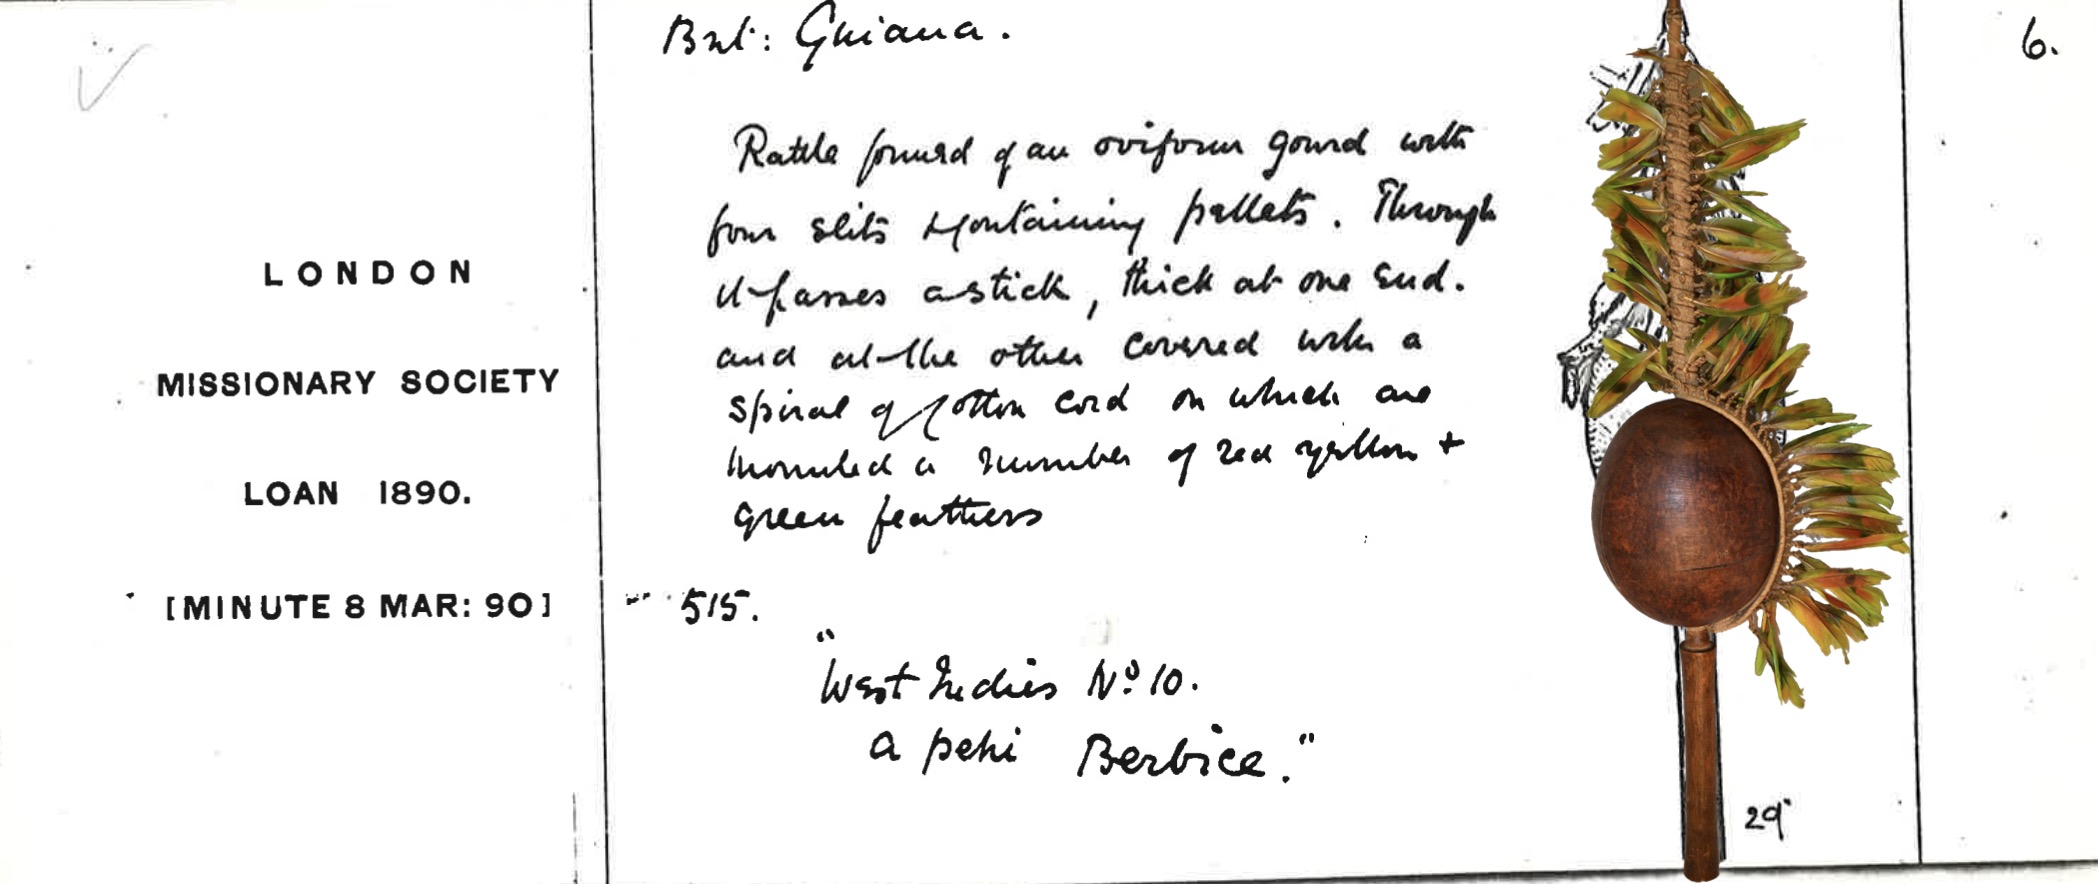 LONDON
MISSIONARY SOCIETY
LOAN 1890.
[MINUTE 8 MAR: 90]
Brit: Guiana.
Rattle formed of an oviform gourd with
four slits & containing pellets. Through
it passes a stick, thick at one end.
and at the other covered with a
spiral of cotton cord on which are
mounted a number of red yellow +
green feathers
515.
"West Indies No 10.
a peki Berbice."
29"
6.